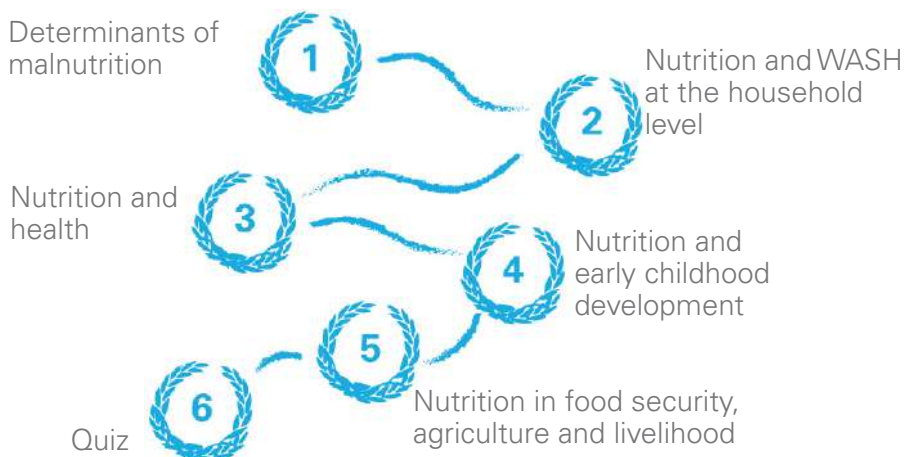 Determinants of
malnutrition
1
Nutrition and WASH
at the household
level
2
Nutrition and
health
3
Nutrition and
early childhood
development
4
Nutrition in food security,
agriculture and livelihood
5
Quiz
6